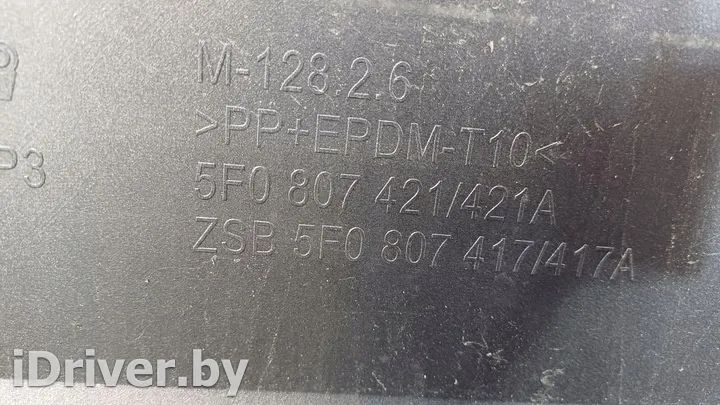 M-128.2.6
>PP+EPDM-T10<
P3
5F0 807 421/421A
ZSB 5F0 807 417/417A
iDriver.by